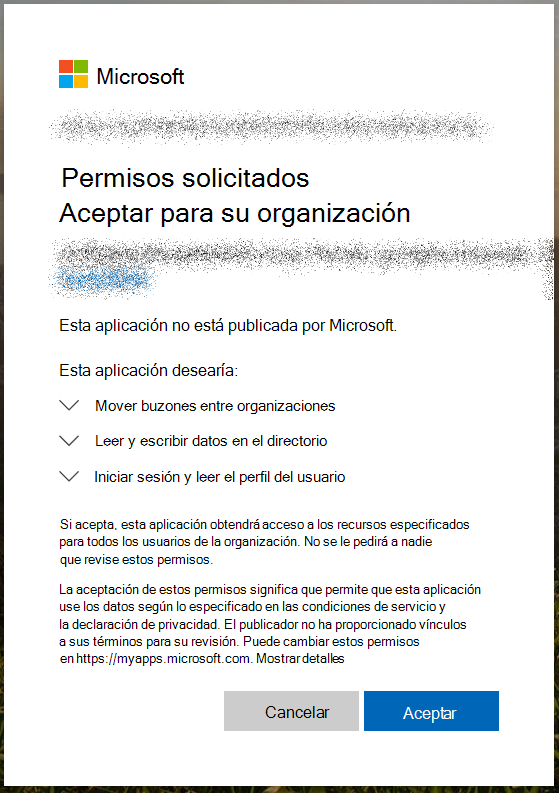 Microsoft
Permisos solicitados
Aceptar para su organización
Esta aplicación no está publicada por Microsoft.
Esta aplicación desearía:
Mover buzones entre organizaciones
Leer y escribir datos en el directorio
Iniciar sesión y leer el perfil del usuario
Si acepta, esta aplicación obtendrá acceso a los recursos especificados
para todos los usuarios de la organización. No se le pedirá a nadie
que revise estos permisos.
La aceptación de estos permisos significa que permite que esta aplicación
use los datos según lo especificado en las condiciones de servicio y
la declaración de privacidad. El publicador no ha proporcionado vínculos
a sus términos para su revisión. Puede cambiar estos permisos
en https://myapps.microsoft.com. Mostrar detalles
Cancelar
Aceptar